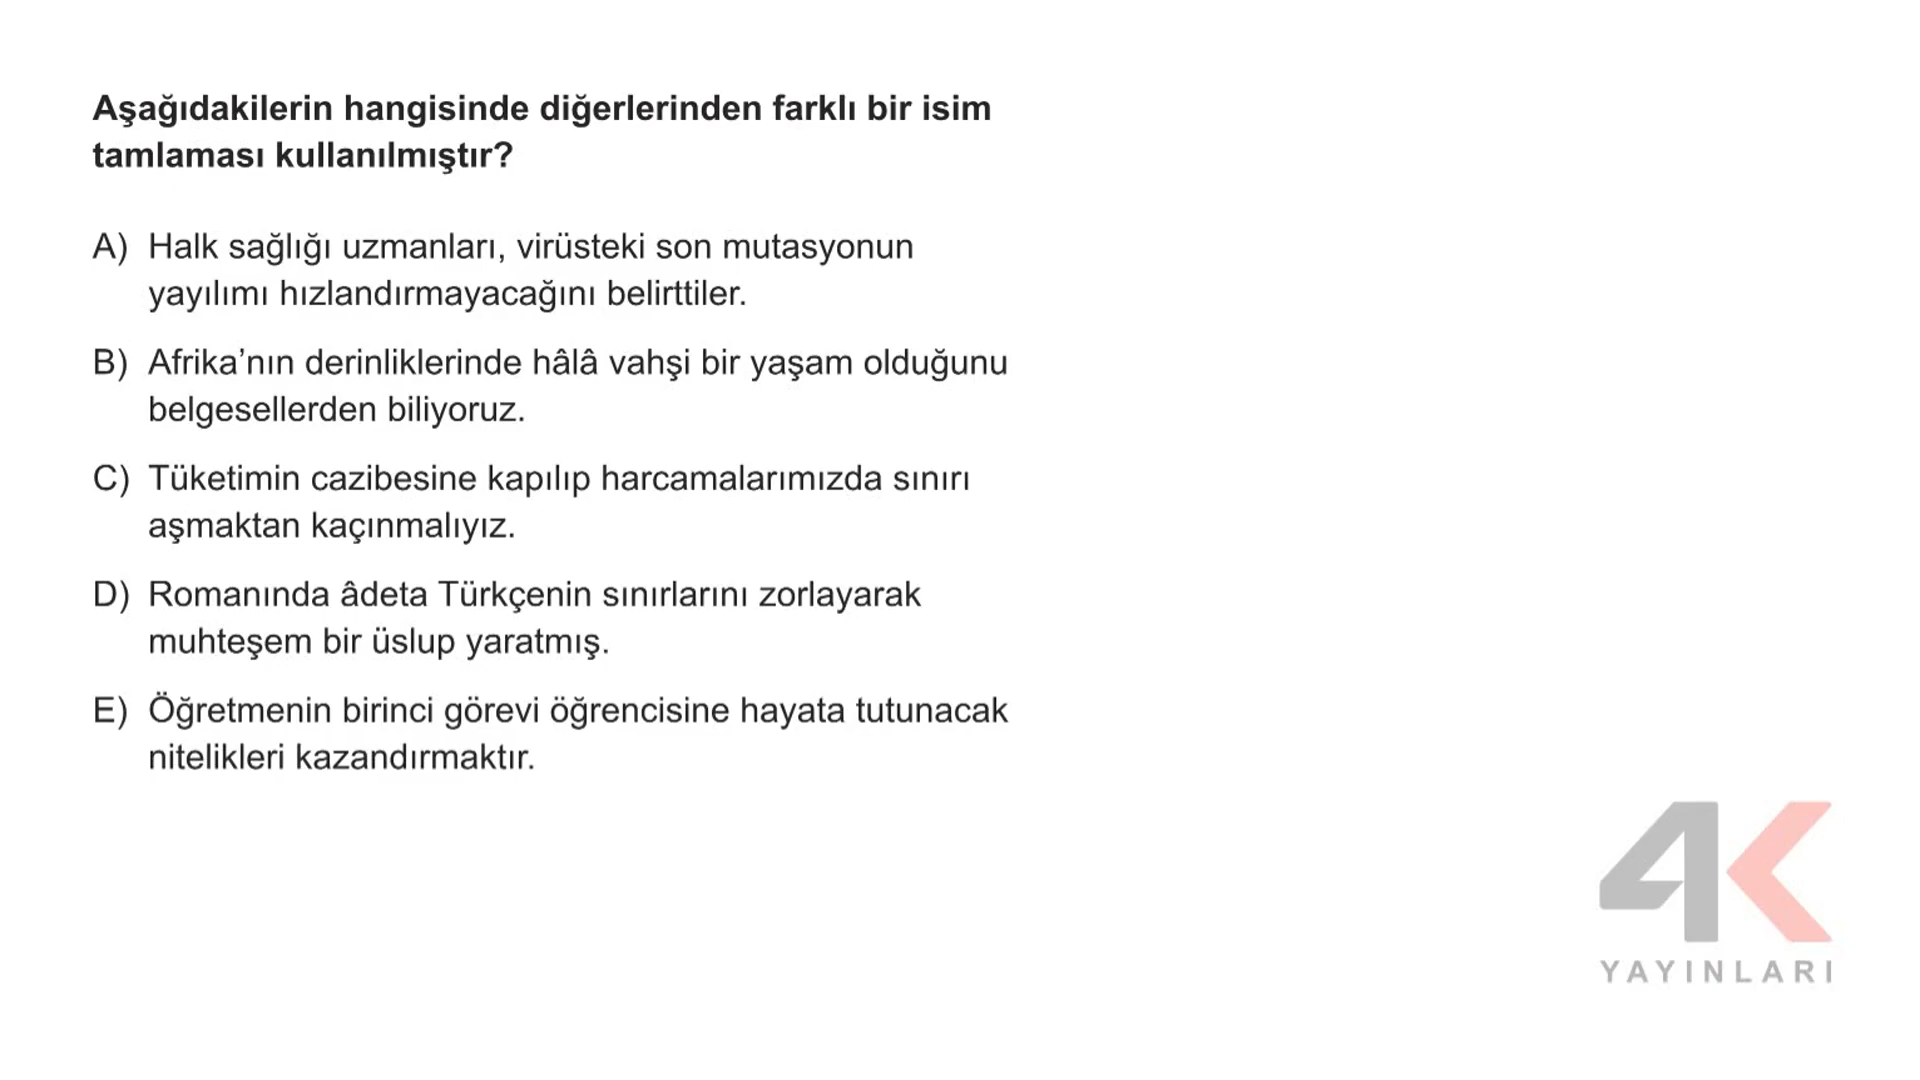 Aşağıdakilerin hangisinde diğerlerinden farklı bir isim
tamlaması kullanılmıştır?
A) Halk sağlığı uzmanları, virüsteki son mutasyonun
yayılımı hızlandırmayacağını belirttiler.
B) Afrika’nın derinliklerinde hâlâ vahşi bir yaşam olduğunu
belgesellerden biliyoruz.
C) Tüketimin cazibesine kapılıp harcamalarımızda sınırı
aşmaktan kaçınmalıyız.
D) Romanında âdeta Türkçenin sınırlarını zorlayarak
muhteşem bir üslup yaratmış.
E) Öğretmenin birinci görevi öğrencisine hayata tutunacak
nitelikleri kazandırmaktır.
4K
YAYINLARI